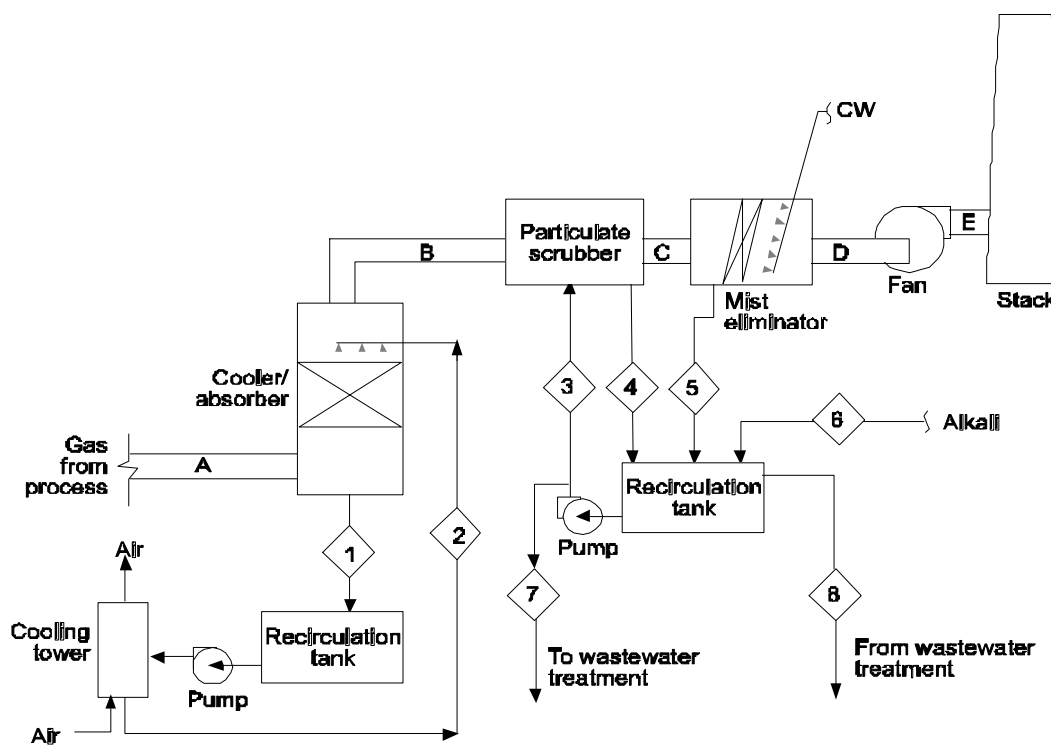 CW
Particulate
scrubber
B
C
D
E
Fan
Stack
Mist
eliminator
Cooler/
absorber
3
4
5
6
Alkali
Gas
from
process
A
Recirculation
tank
Pump
1
2
Air
7
8
Cooling
tower
Recirculation
tank
Pump
To wastewater
treatment
From wastewater
treatment
Air